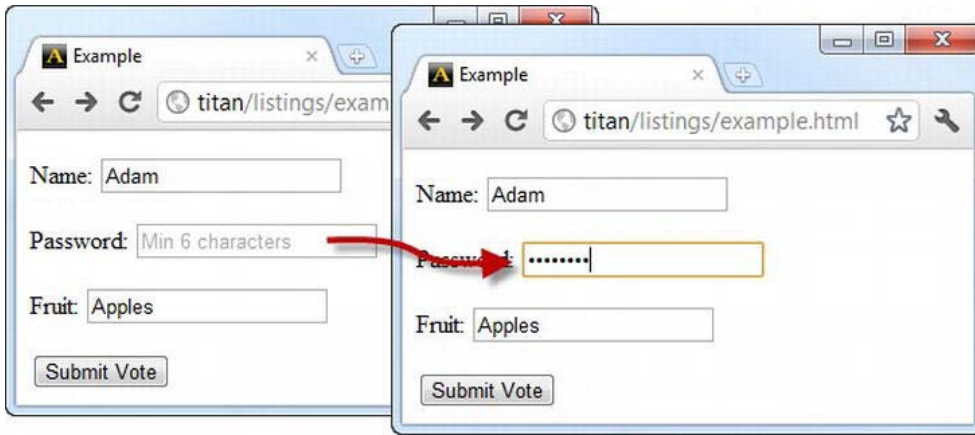 Example
titan/listings/exam
Name: Adam
Password: Min 6 characters
Fruit: Apples
Submit Vote
Example
titan/listings/example.html
Name: Adam
Password: ••••••••
Fruit: Apples
Submit Vote